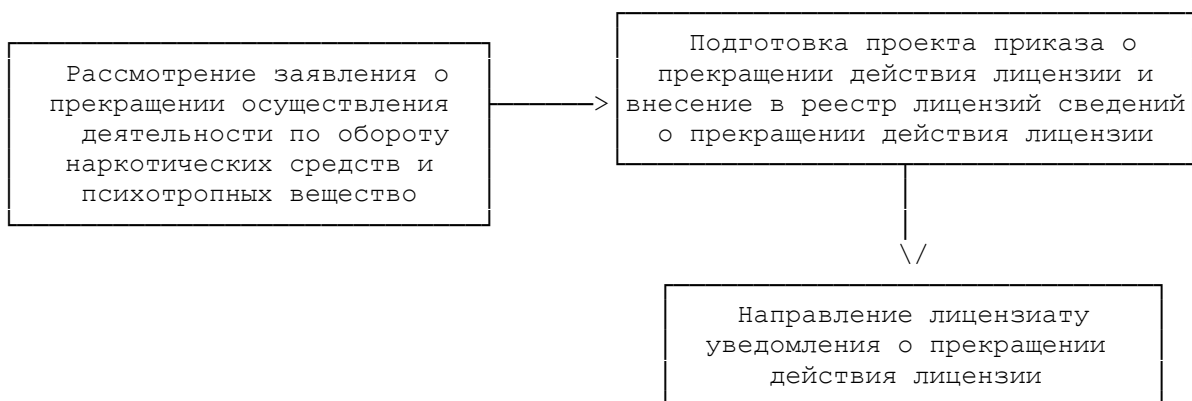 Рассмотрение заявления о
прекращении осуществления
деятельности по обороту
наркотических средств и
психотропных вещество
Подготовка проекта приказа о
прекращении действия лицензии и
внесение в реестр лицензий сведений
о прекращении действия лицензии
Направление лицензиату
уведомления о прекращении
действия лицензии